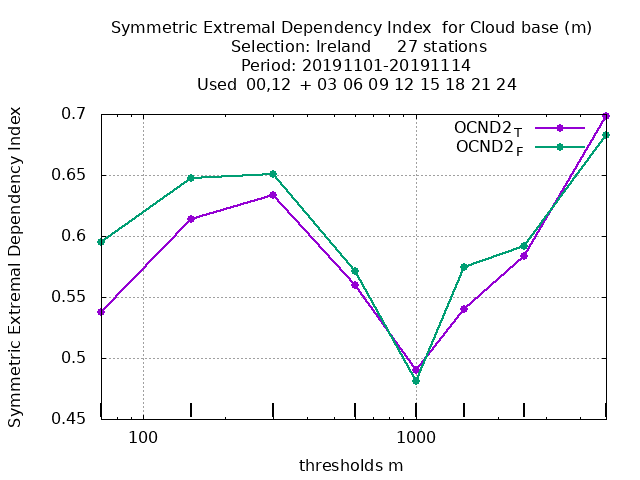 Symmetric Extremal Dependency Index  for Cloud base (m)
Selection: Ireland     27 stations
Period: 20191101-20191114
Used  00,12  + 03 06 09 12 15 18 21 24
Symmetric Extremal Dependency Index
0.7
0.65
0.6
0.55
0.5
0.45
OCND2T
OCND2F
100
1000
thresholds m